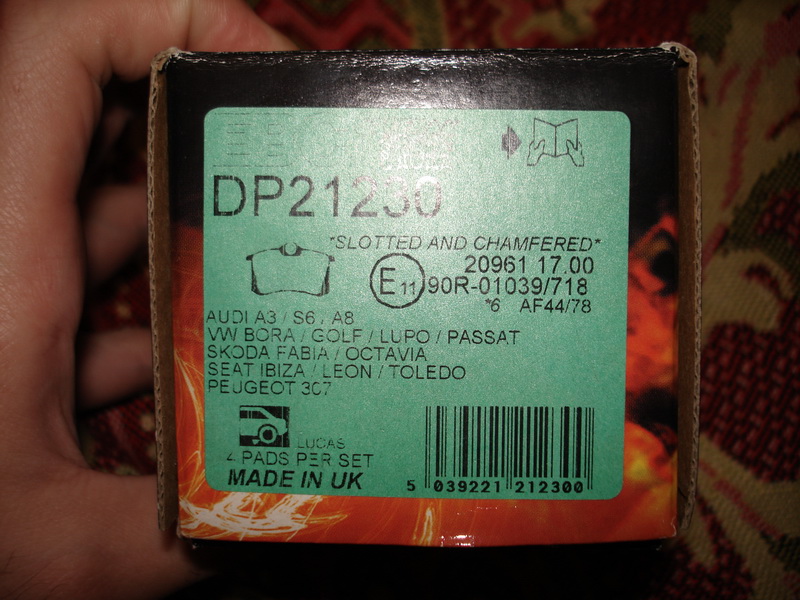 DP21230
*SLOTTED AND CHAMFERED*
20961 17.00
E 11 90R-01039/718
*6 AF44/78
AUDI A3 / S6 / A8
VW BORA / GOLF / LUPO / PASSAT
SKODA FABIA / OCTAVIA
SEAT IBIZA / LEON / TOLEDO
PEUGEOT 307
LUCAS
4 PADS PER SET
MADE IN UK
5 039221 212300